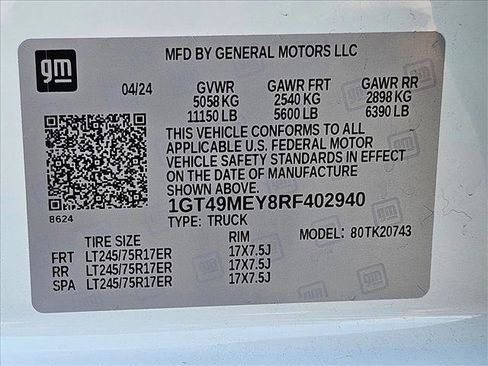 gm
MFD BY GENERAL MOTORS LLC
04/24 GVWR GAWR FRT GAWR RR
5058 KG 2540 KG 2898 KG
11150 LB 5600 LB 6390 LB
THIS VEHICLE CONFORMS TO ALL
APPLICABLE U.S. FEDERAL MOTOR
VEHICLE SAFETY STANDARDS IN EFFECT
ON THE DATE OF MANUFACTURE
SHOWN ABOVE.
8624
1GT49MEY8RF402940
TYPE: TRUCK
TIRE SIZE RIM MODEL: 80TK20743
FRT LT245/75R17ER 17X7.5J
RR LT245/75R17ER 17X7.5J
SPA LT245/75R17ER 17X7.5J